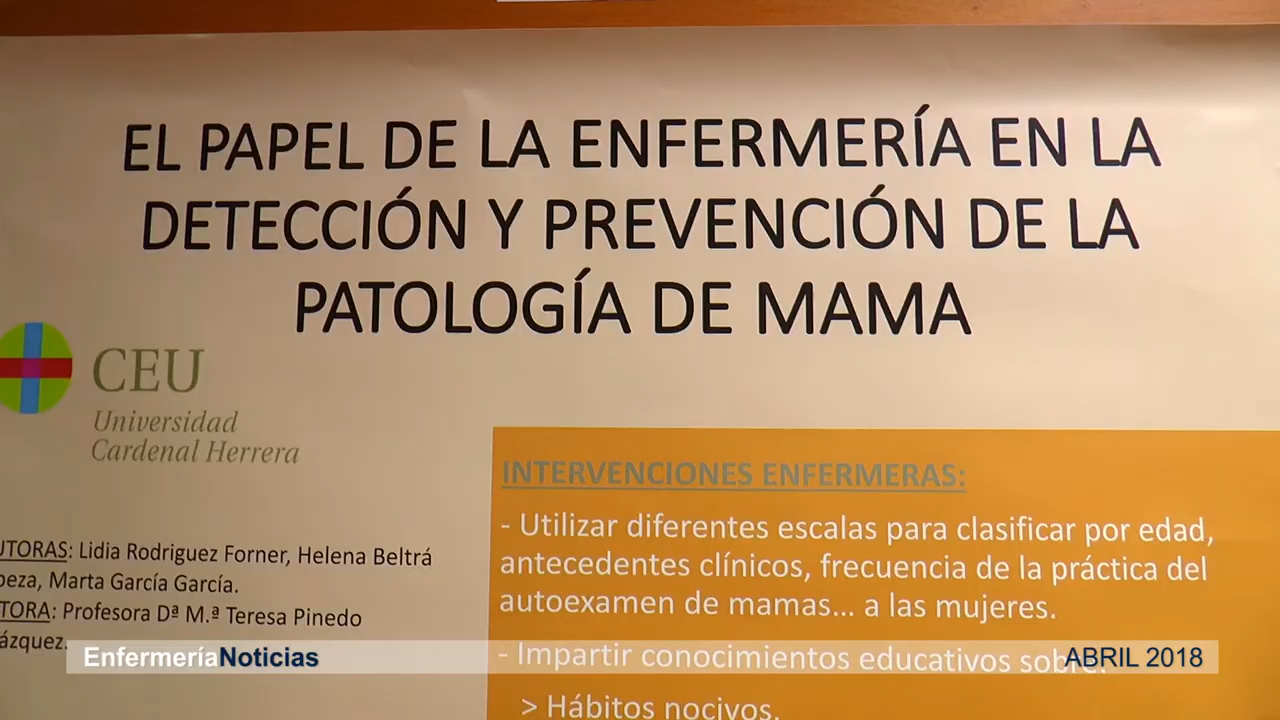 EL PAPEL DE LA ENFERMERÍA EN LA
DETECCIÓN Y PREVENCIÓN DE LA
PATOLOGÍA DE MAMA
CEU
Universidad
Cardenal Herrera
UTORAS: Lidia Rodriguez Forner, Helena Beltrá
beza, Marta García García.
TORA: Profesora Dª M.ª Teresa Pinedo
ázquez.
INTERVENCIONES ENFERMERAS:
- Utilizar diferentes escalas para clasificar por edad,
antecedentes clínicos, frecuencia de la práctica del
autoexamen de mamas... a las mujeres.
- Impartir conocimientos educativos sobre:
> Hábitos nocivos.
EnfermeríaNoticias
ABRIL 2018